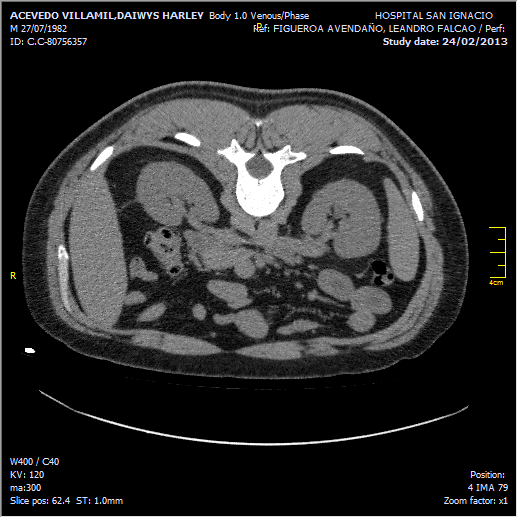 ACEVEDO VILLAMIL,DAIWYS HARLEY Body 1.0 Venous/Phase HOSPITAL SAN IGNACIO
M 27/07/1982 Ref: FIGUEROA AVENDAÑO, LEANDRO FALCAO / Perf:
ID: C.C-80756357 Study date: 24/02/2013
R
4cm
W400 / C40
KV: 120 Position:
ma:300 4 IMA 79
Slice pos: 62.4 ST: 1.0mm Zoom factor: x1